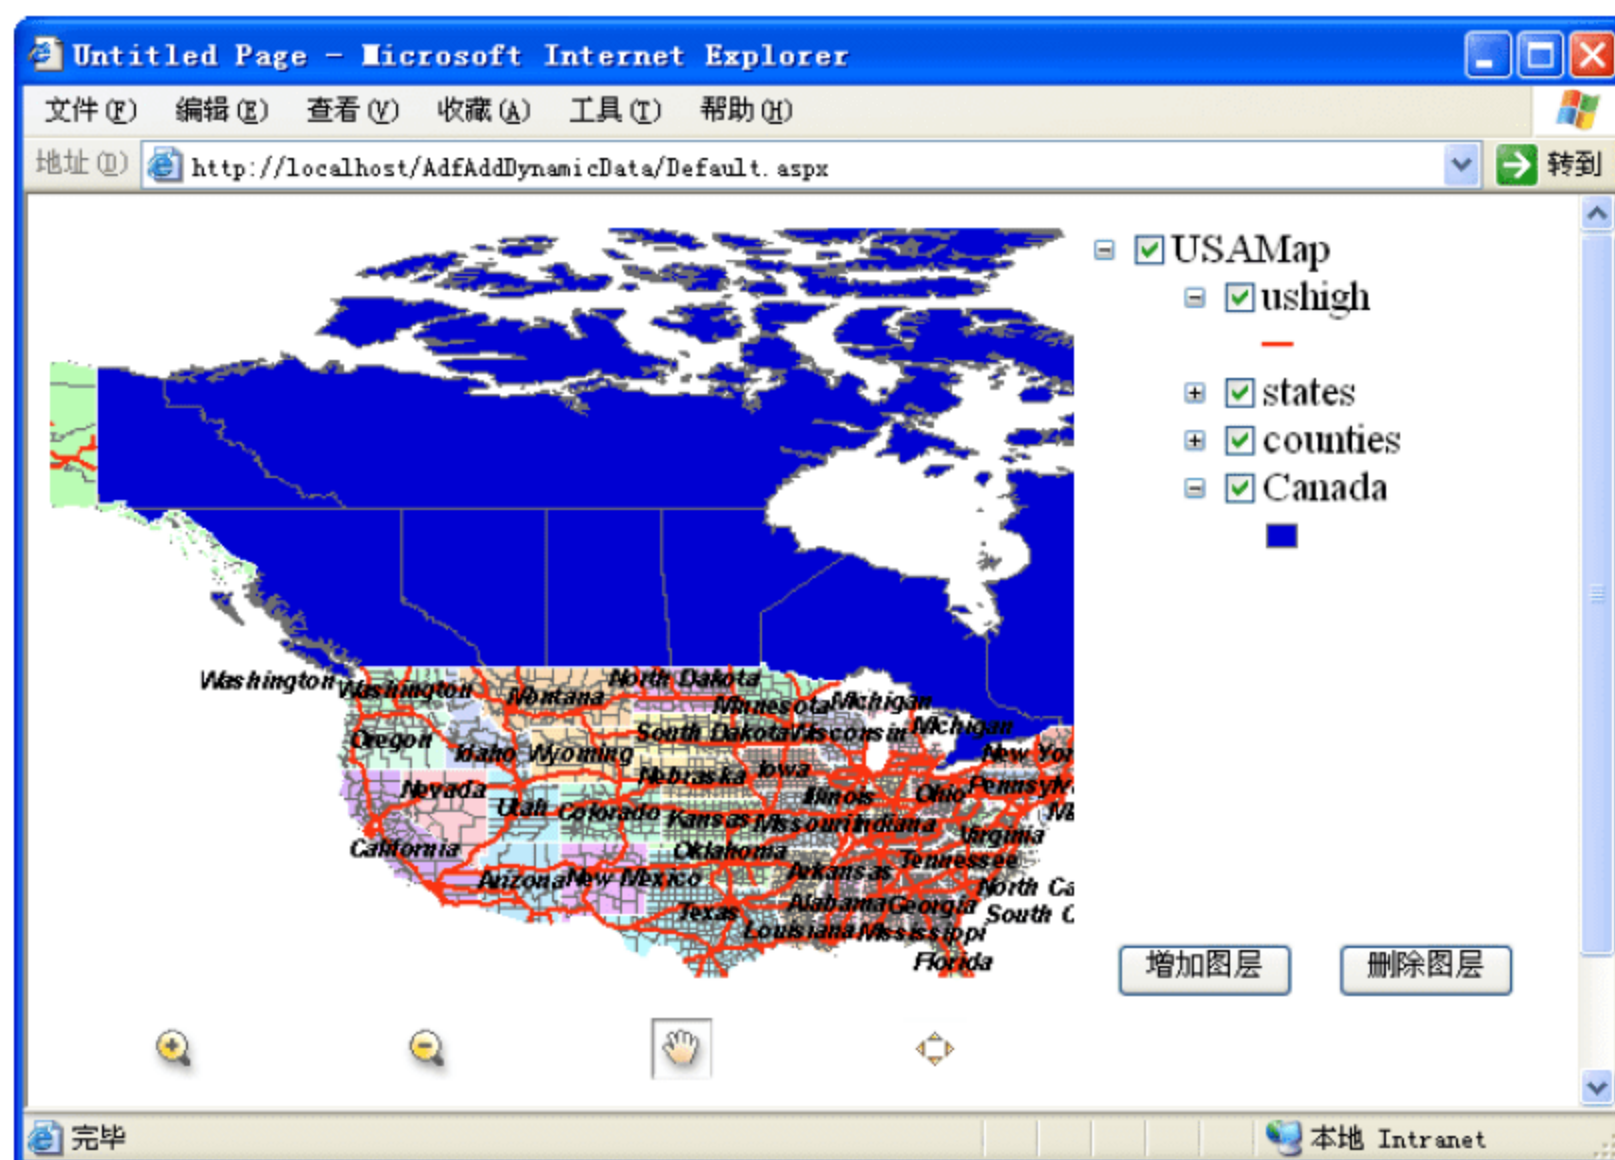 Untitled Page - Microsoft Internet Explorer
文件(F) 编辑(E) 查看(V) 收藏(A) 工具(T) 帮助(H)
地址(D) http://localhost/AdfAddDynamicData/Default.aspx 转到
USAMap
ushigh
states
counties
Canada
Washington Washington Montana North Dakota
Minnesota Michigan
Oregon Idaho Wyoming South Dakota Wisconsin Michigan
New Yor
Nebraska Iowa
Nevada Utah Colorado Kansas Missouri Illinois Indiana Ohio Pennsylv
Virginia
California Oklahoma Tennessee
Arizona New Mexico Arkansas North Ca
Texas Alabama Georgia South C
Louisiana Mississippi
Florida
增加图层 删除图层
完毕 本地 Intranet